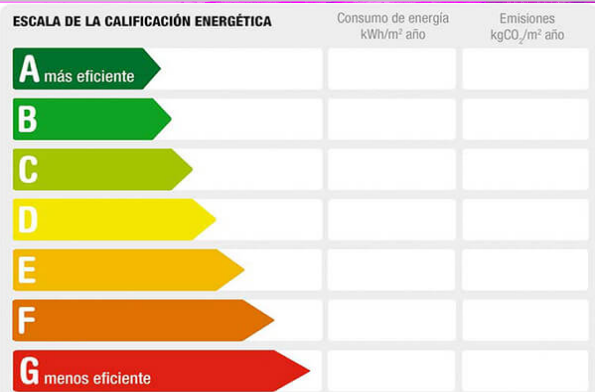 ESCALA DE LA CALIFICACIÓN ENERGÉTICA
Consumo de energía
kWh/m² año
Emisiones
kgCO₂/m² año
A más eficiente
B
C
D
E
F
G menos eficiente